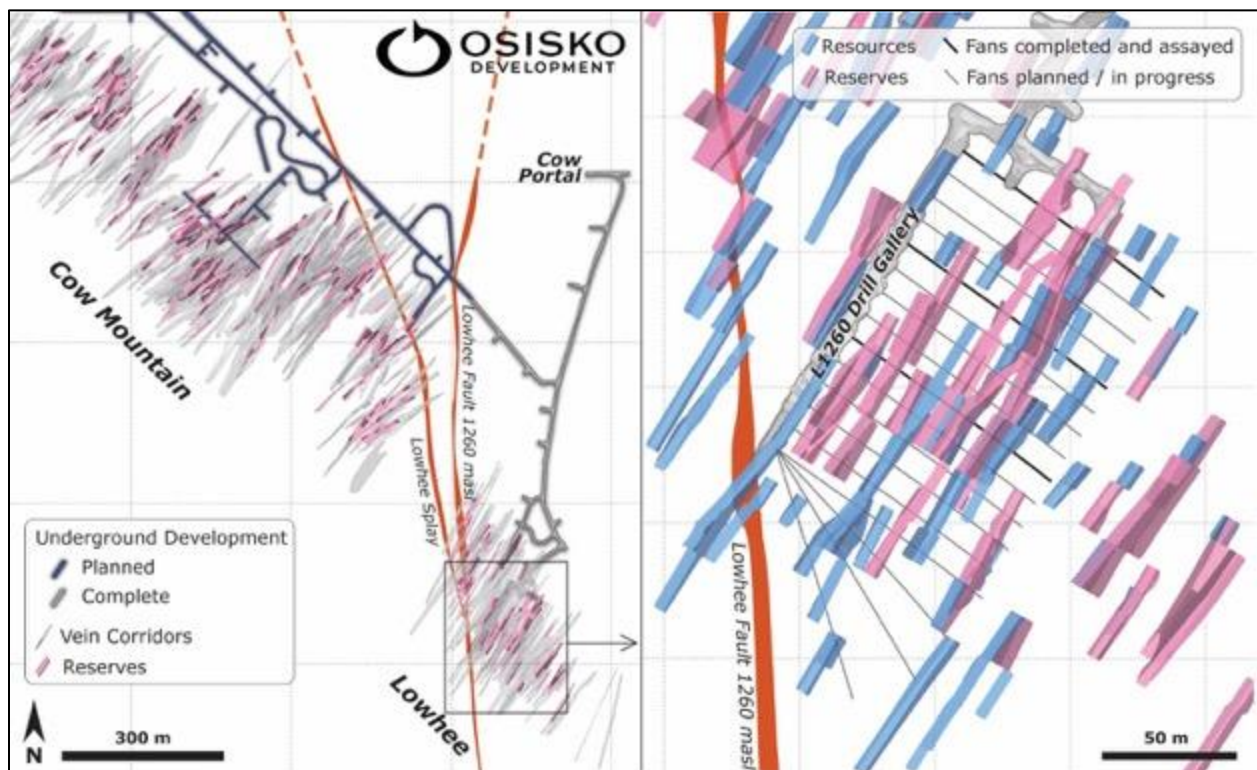 OSISKO
DEVELOPMENT
Cow
Portal
Cow Mountain
Lowhee Fault 1260 masl
Lowhee Splay
Lowhee
Underground Development
Planned
Complete
Vein Corridors
Reserves
N
300 m
Resources
Fans completed and assayed
Reserves
Fans planned / in progress
L1260 Drill Gallery
Lowhee Fault 1260 masl
50 m